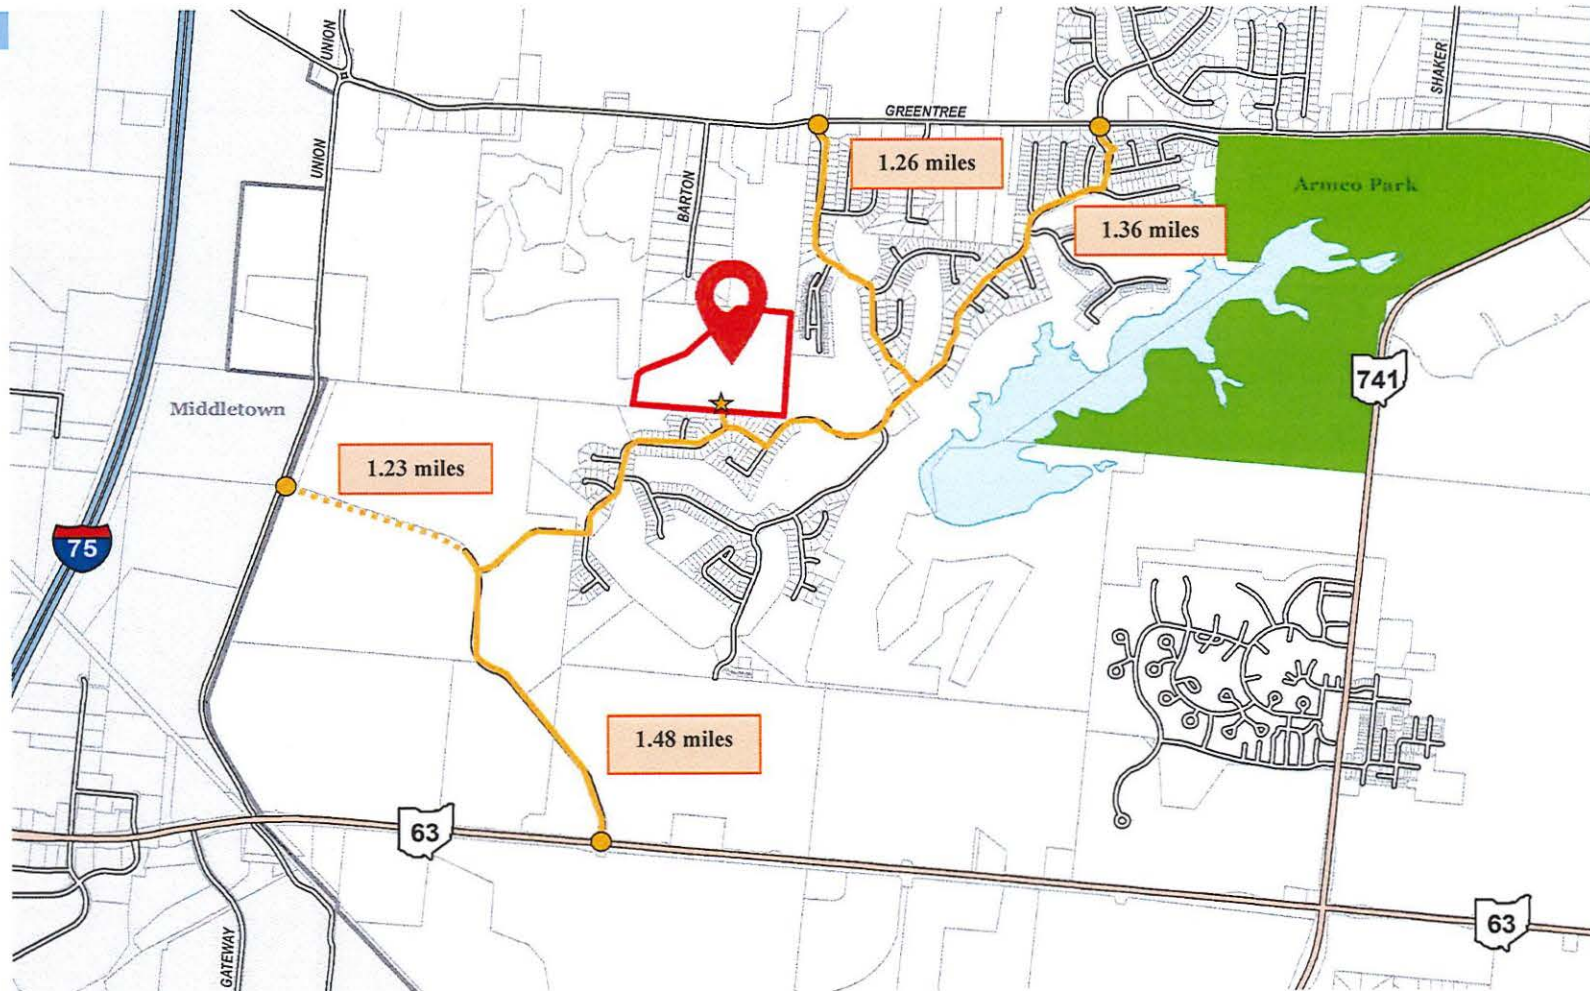 UNION
SHAKER
GREENTREE
UNION
1.26 miles
BARTON
Armco Park
1.36 miles
741
Middletown
1.23 miles
75
1.48 miles
63
63
GATEWAY